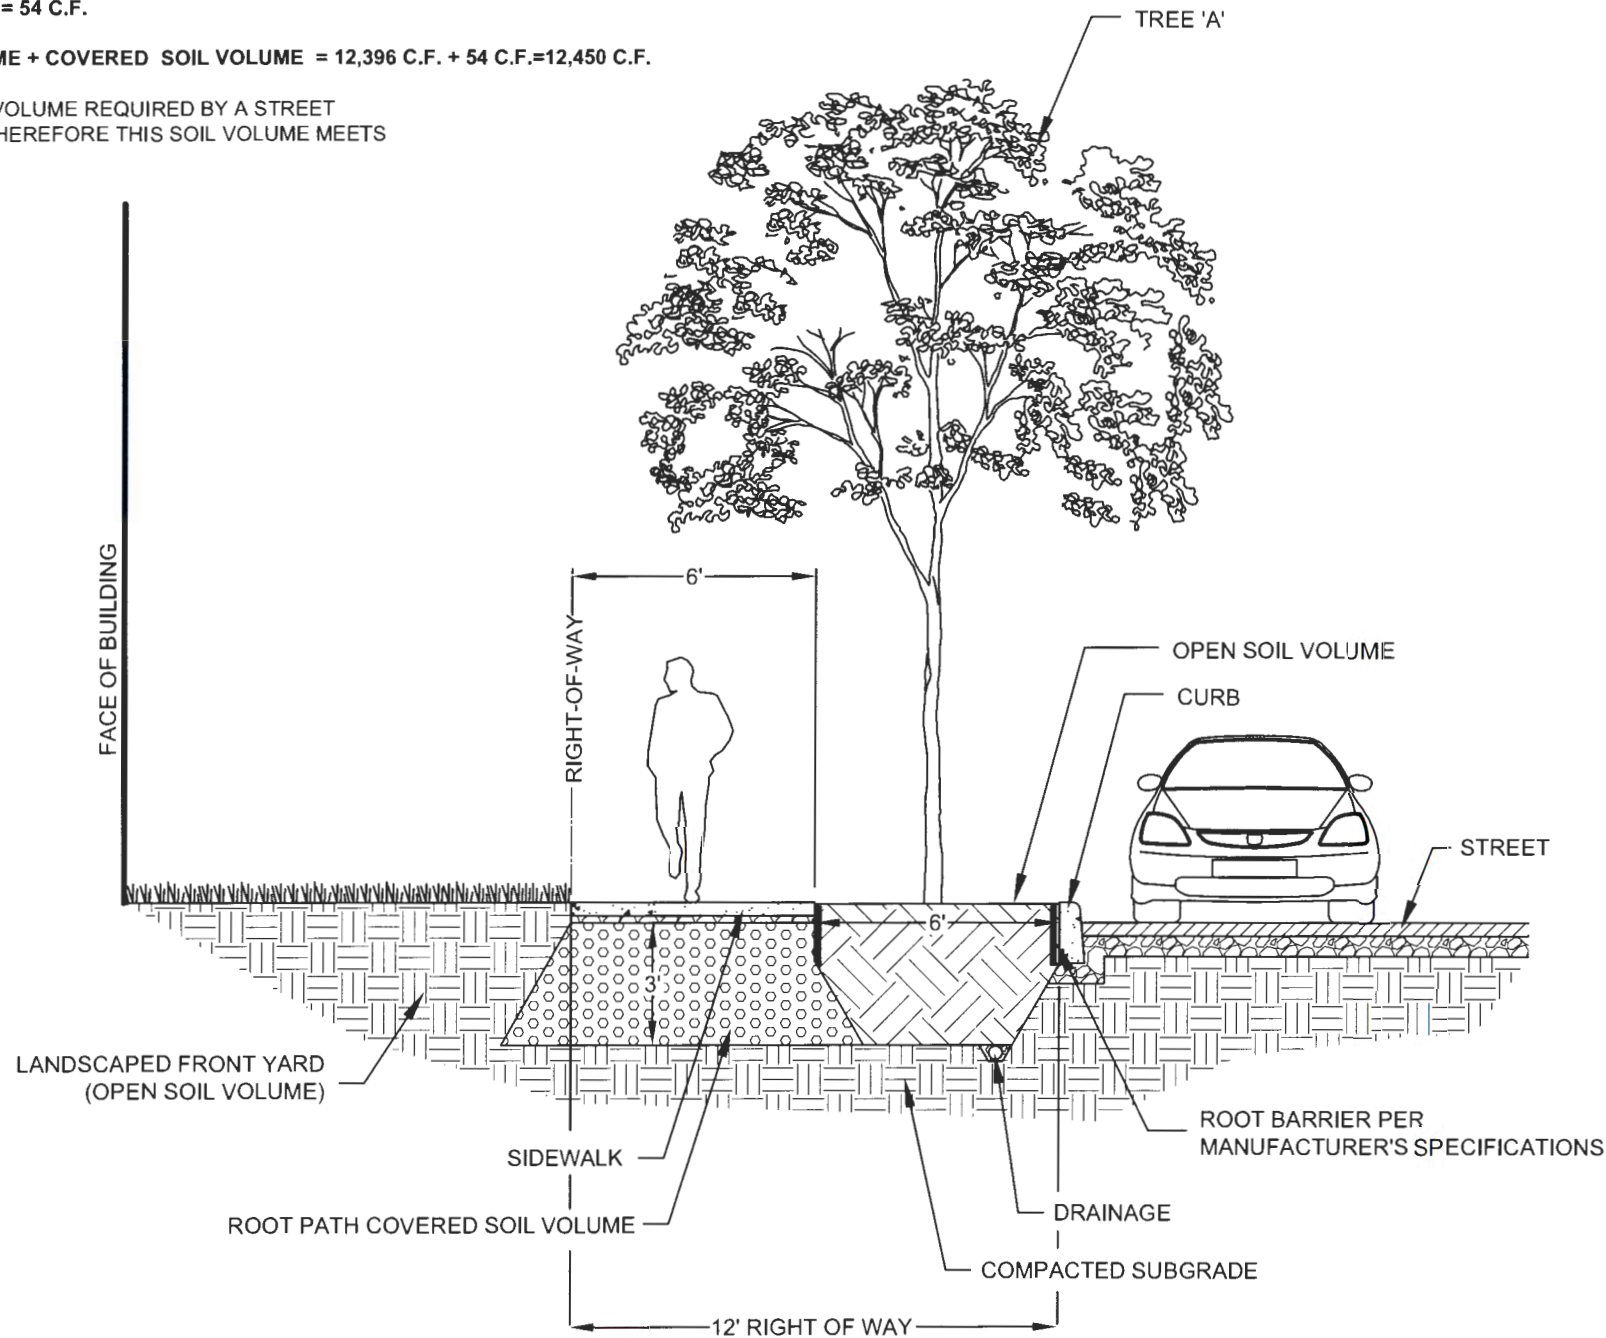 = 54 C.F.
ME + COVERED SOIL VOLUME = 12,396 C.F. + 54 C.F.=12,450 C.F.
VOLUME REQUIRED BY A STREET
HEREFORE THIS SOIL VOLUME MEETS
TREE 'A'
FACE OF BUILDING
6'
RIGHT-OF-WAY
OPEN SOIL VOLUME
CURB
STREET
6'
3'
LANDSCAPED FRONT YARD
(OPEN SOIL VOLUME)
ROOT BARRIER PER
MANUFACTURER'S SPECIFICATIONS
SIDEWALK
DRAINAGE
ROOT PATH COVERED SOIL VOLUME
COMPACTED SUBGRADE
12' RIGHT OF WAY